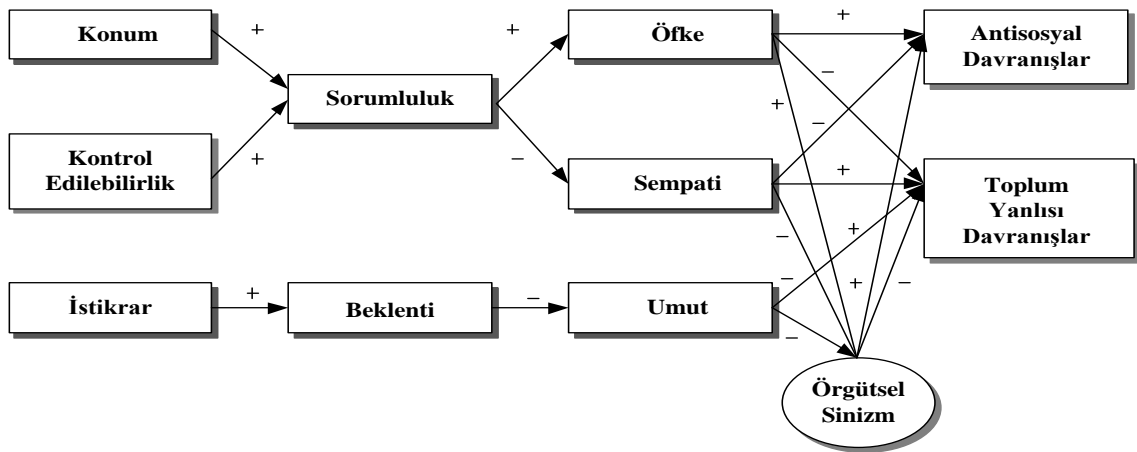 Konum
Kontrol
Edilebilirlik
İstikrar
+
+
+
Sorumluluk
Beklenti
+
–
–
Öfke
Sempati
Umut
+
–
+
–
+
–
+
–
–
+
–
Antisosyal
Davranışlar
Toplum
Yanlısı
Davranışlar
Örgütsel
Sinizm